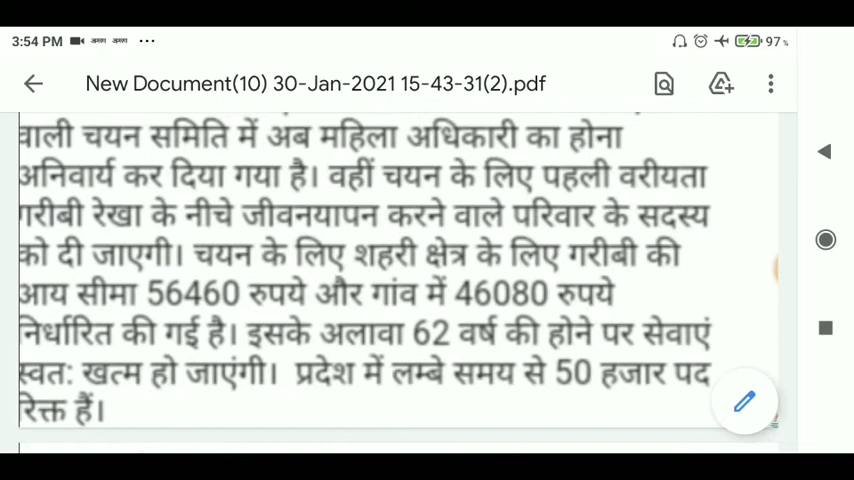 3:54 PM
97%
New Document(10) 30-Jan-2021 15-43-31(2).pdf
वाली चयन समिति में अब महिला अधिकारी का होना
अनिवार्य कर दिया गया है। वहीं चयन के लिए पहली वरीयता
गरीबी रेखा के नीचे जीवनयापन करने वाले परिवार के सदस्य
को दी जाएगी। चयन के लिए शहरी क्षेत्र के लिए गरीबी की
आय सीमा 56460 रुपये और गांव में 46080 रुपये
निर्धारित की गई है। इसके अलावा 62 वर्ष की होने पर सेवाएं
स्वत: खत्म हो जाएंगी। प्रदेश में लम्बे समय से 50 हजार पद
रिक्त हैं।